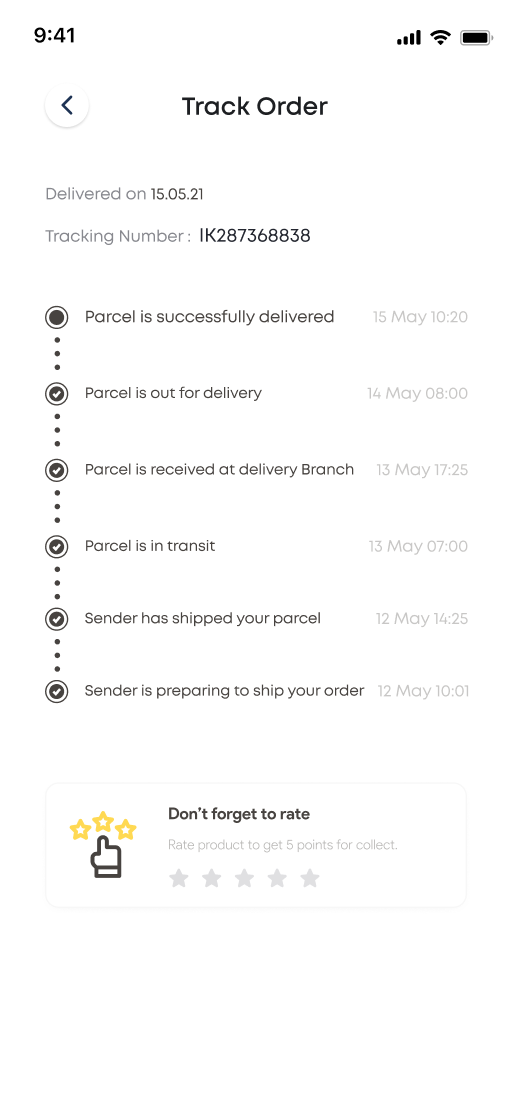 9:41
Track Order
Delivered on 15.05.21
Tracking Number : IK287368838
Parcel is successfully delivered 15 May 10:20
Parcel is out for delivery 14 May 08:00
Parcel is received at delivery Branch 13 May 17:25
Parcel is in transit 13 May 07:00
Sender has shipped your parcel 12 May 14:25
Sender is preparing to ship your order 12 May 10:01
Don’t forget to rate
Rate product to get 5 points for collect.